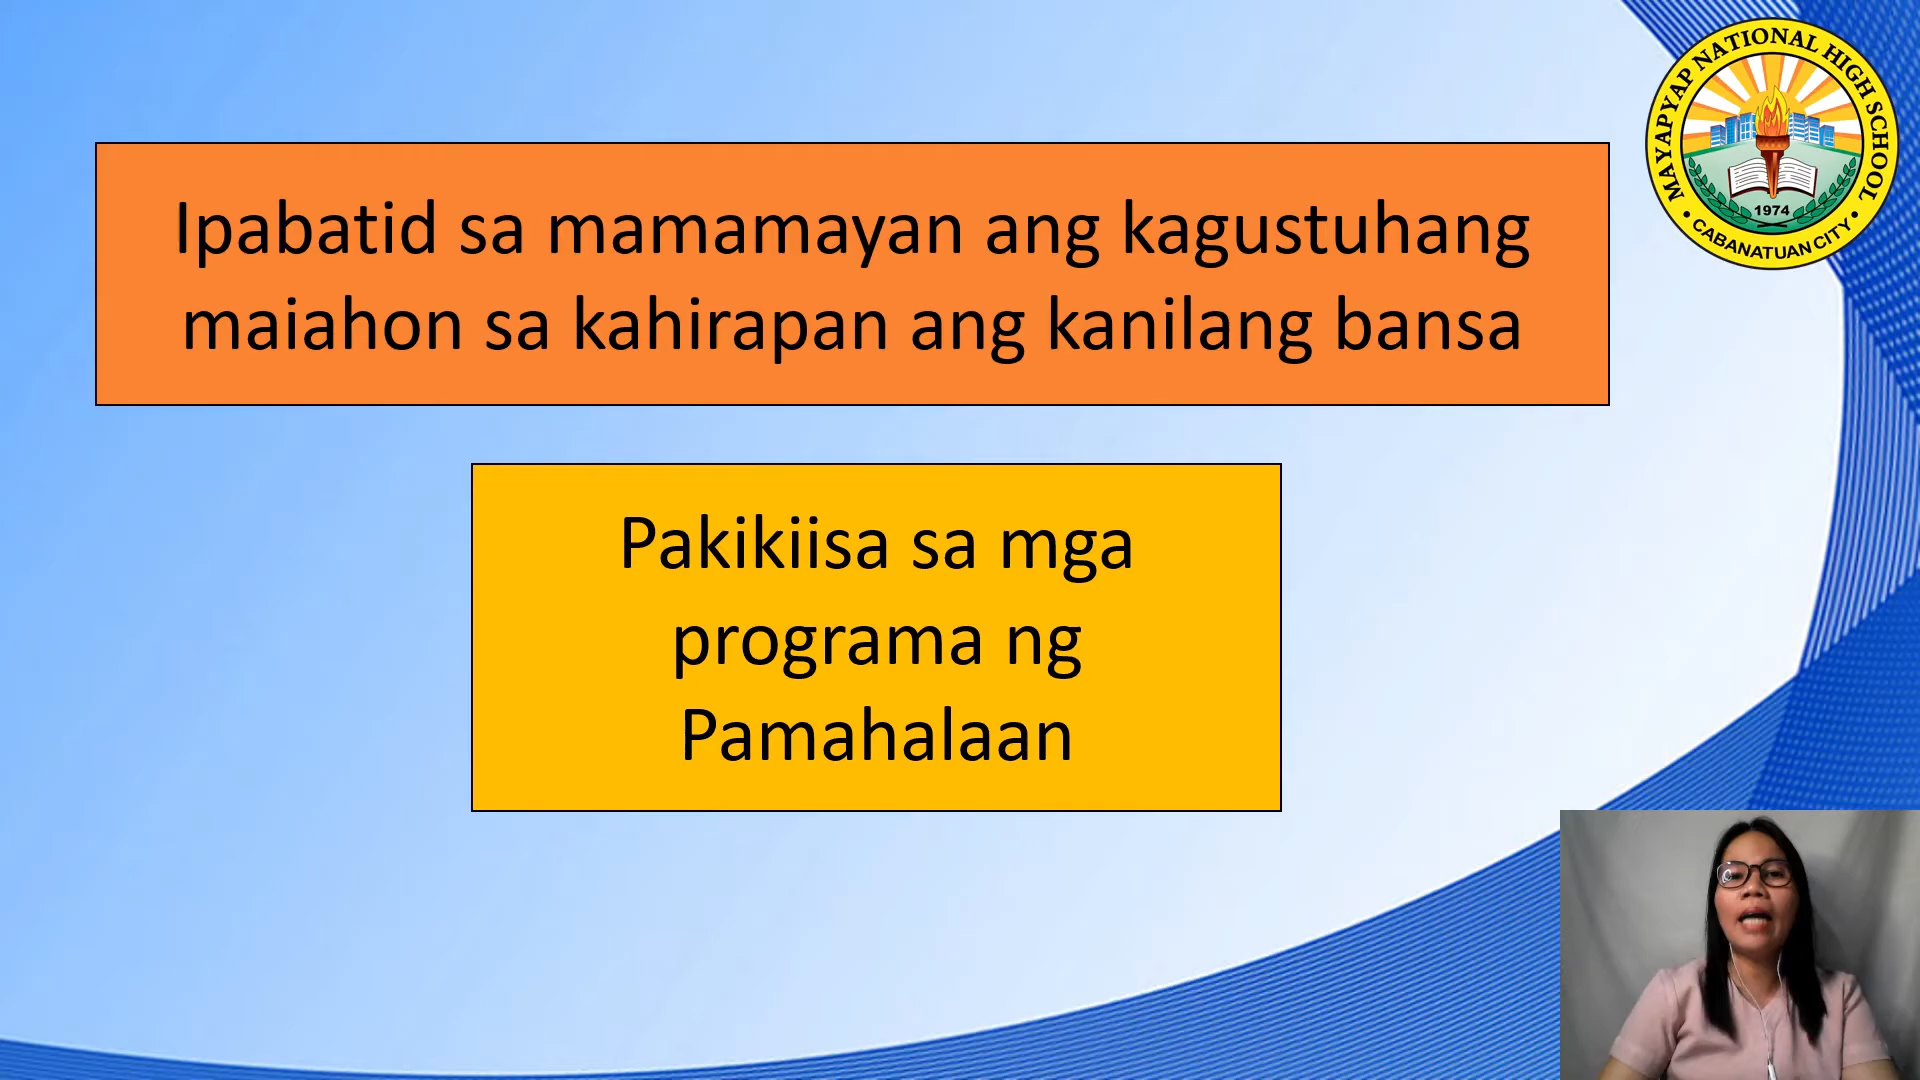 Ipabatid sa mamamayan ang kagustuhang
maiahon sa kahirapan ang kanilang bansa
Pakikiisa sa mga
programa ng
Pamahalaan
MAYAPYAP NATIONAL HIGH SCHOOL
1974
• CABANATUAN CITY •